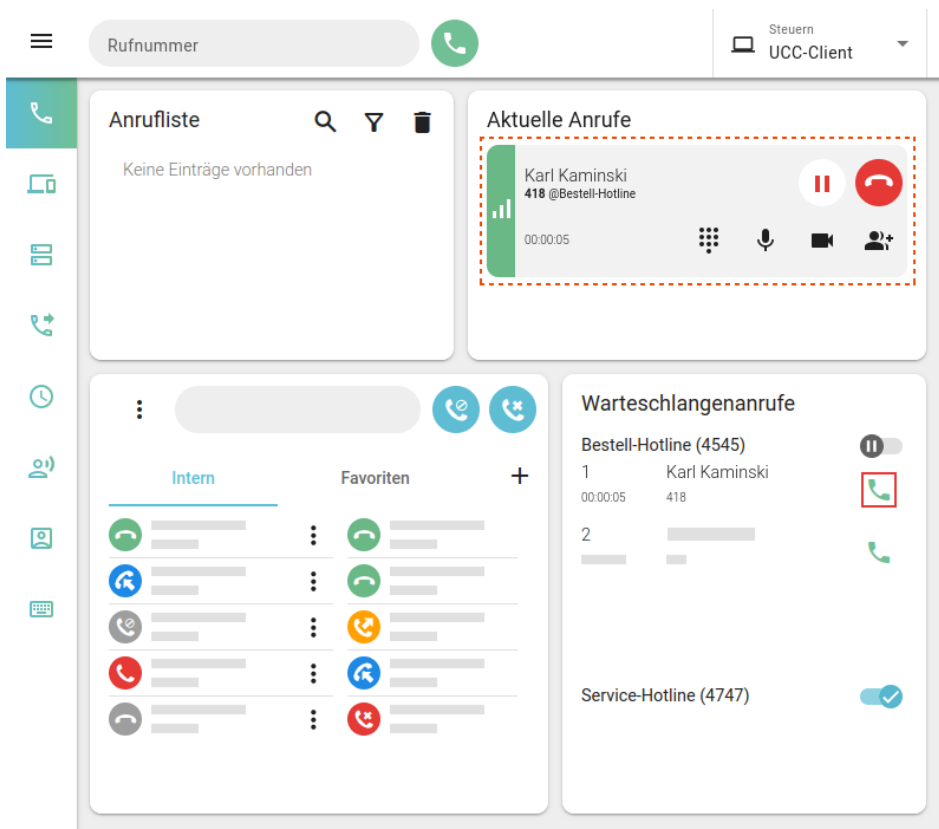 Rufnummer
Steuern
UCC-Client
Anrufliste
Keine Einträge vorhanden
Aktuelle Anrufe
Karl Kaminski
418 @Bestell-Hotline
00:00:05
Intern
Favoriten
Warteschlangenanrufe
Bestell-Hotline (4545)
1 Karl Kaminski
00:00:05 418
2
Service-Hotline (4747)